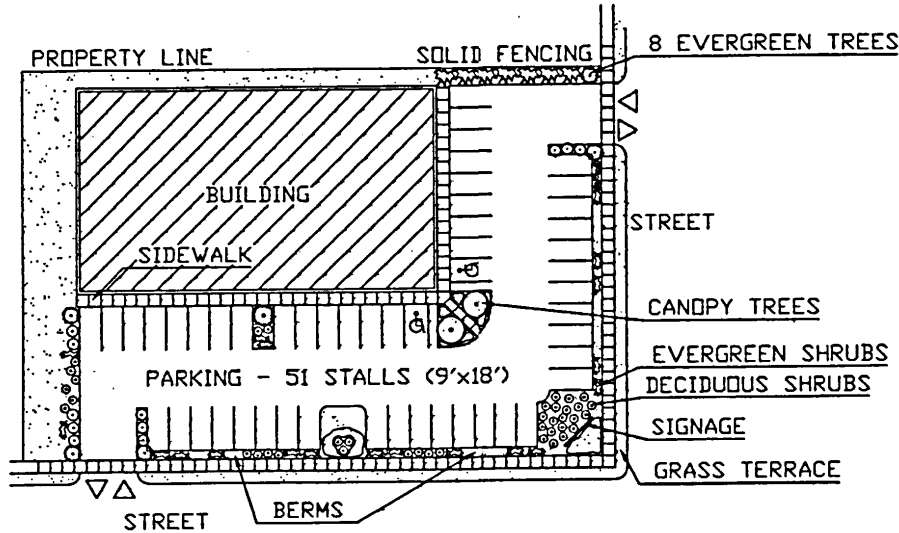 PROPERTY LINE
SOLID FENCING
8 EVERGREEN TREES
BUILDING
STREET
SIDEWALK
CANOPY TREES
PARKING - 51 STALLS (9'x18')
EVERGREEN SHRUBS
DECIDUOUS SHRUBS
SIGNAGE
GRASS TERRACE
BERMS
STREET